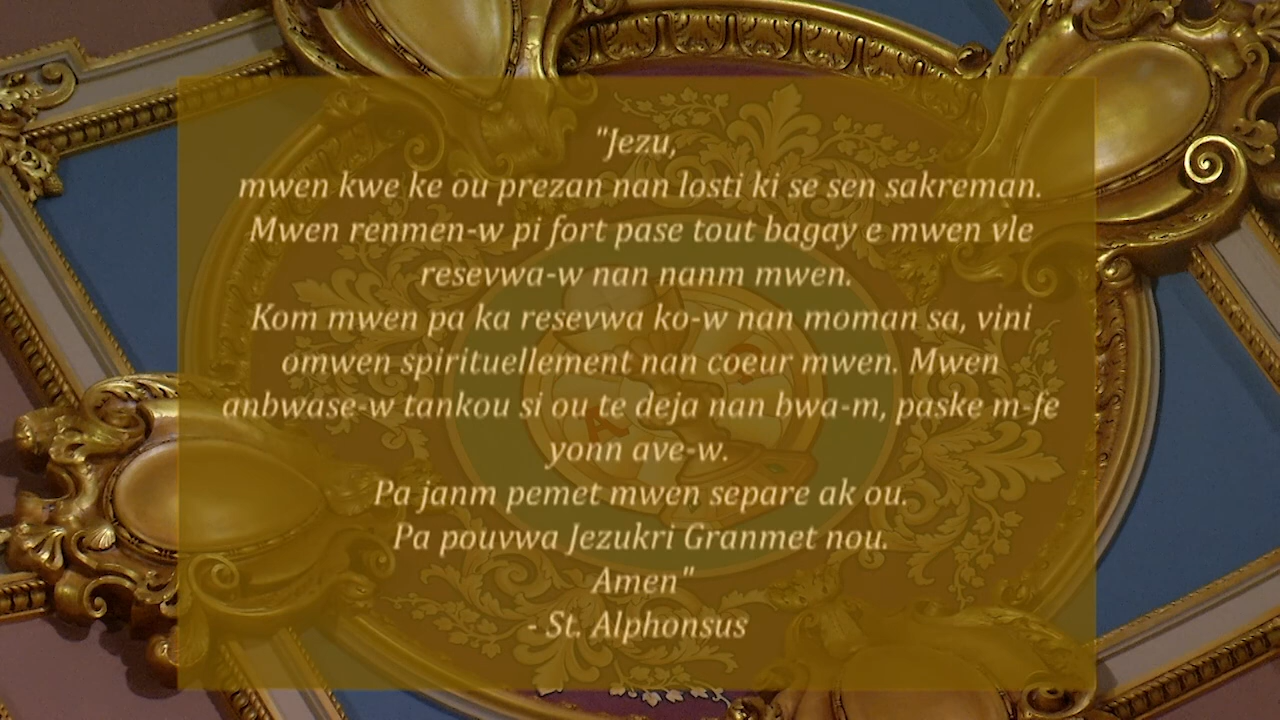 "Jezu,
mwen kwe ke ou prezan nan losti ki se sen sakreman.
Mwen renmen-w pi fort pase tout bagay e mwen vle
resevwa-w nan nanm mwen.
Kom mwen pa ka resevwa ko-w nan moman sa, vini
omwen spirituellement nan coeur mwen. Mwen
anbwase-w tankou si ou te deja nan bwa-m, paske m-fe
yonn ave-w.
Pa janm pemet mwen separe ak ou.
Pa pouvwa Jezukri Granmet nou.
Amen"
- St. Alphonsus